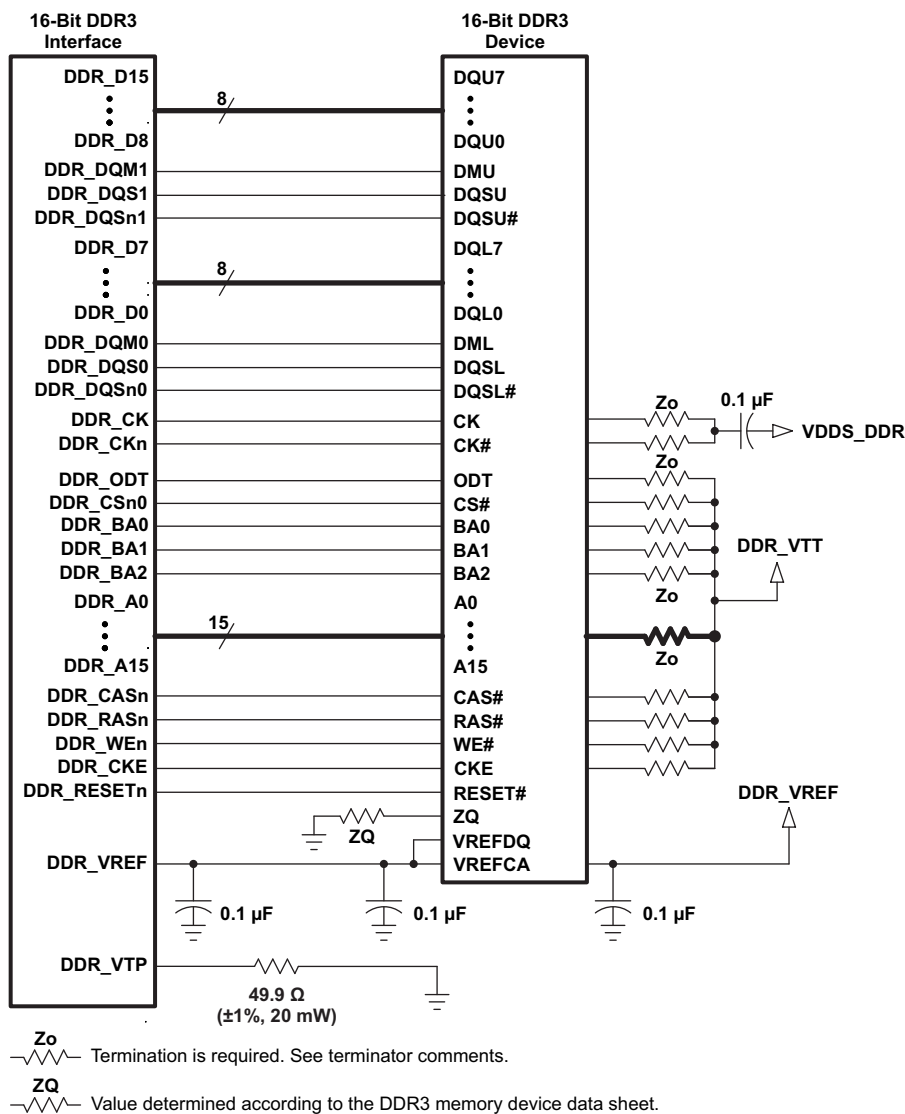 16-Bit DDR3
Interface
16-Bit DDR3
Device
DDR_D15
8
DQU7
DDR_D8
DQU0
DDR_DQM1
DMU
DDR_DQS1
DQSU
DDR_DQSn1
DQSU#
DDR_D7
8
DQL7
DDR_D0
DQL0
DDR_DQM0
DML
DDR_DQS0
DQSL
DDR_DQSn0
DQSL#
Zo
0.1 µF
DDR_CK
CK
VDDS_DDR
DDR_CKn
CK#
Zo
DDR_ODT
ODT
DDR_CSn0
CS#
DDR_BA0
BA0
DDR_BA1
BA1
DDR_VTT
DDR_BA2
BA2
Zo
DDR_A0
A0
15
Zo
DDR_A15
A15
DDR_CASn
CAS#
DDR_RASn
RAS#
DDR_WEn
WE#
DDR_CKE
CKE
DDR_RESETn
RESET#
DDR_VREF
ZQ
ZQ
VREFDQ
DDR_VREF
VREFCA
0.1 µF
0.1 µF
0.1 µF
DDR_VTP
49.9 Ω
(±1%, 20 mW)
Zo
Termination is required. See terminator comments.
ZQ
Value determined according to the DDR3 memory device data sheet.